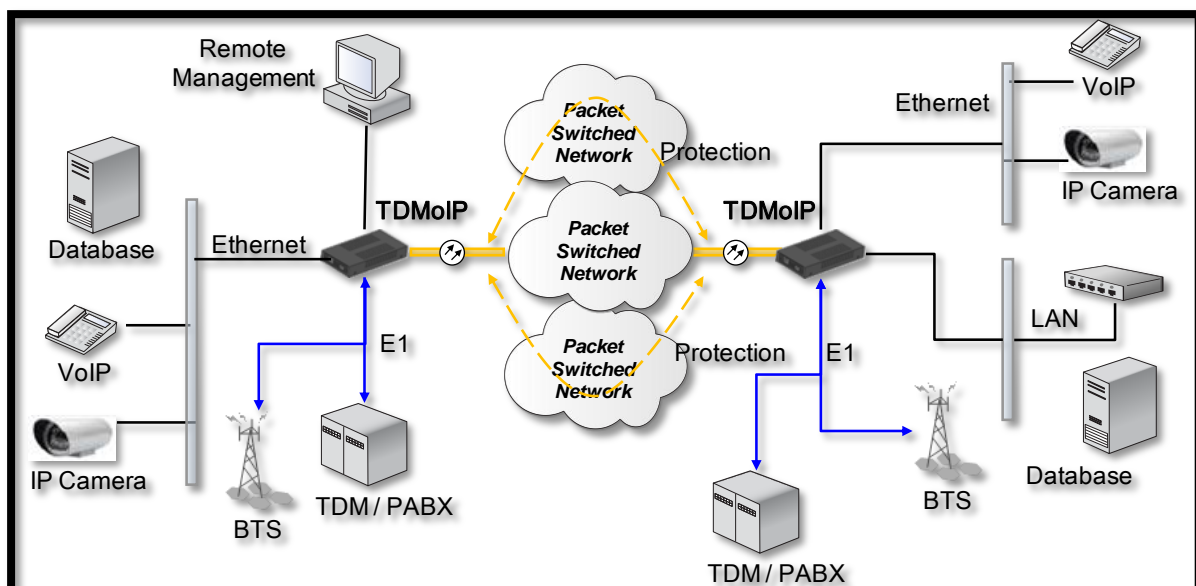 Remote
Management
Database
Ethernet
VoIP
IP Camera
TDMoIP
E1
BTS
TDM / PABX
Packet
Switched
Network
Protection
Packet
Switched
Network
Packet
Switched
Network
Protection
TDMoIP
E1
TDM / PABX
BTS
Ethernet
VoIP
IP Camera
LAN
Database